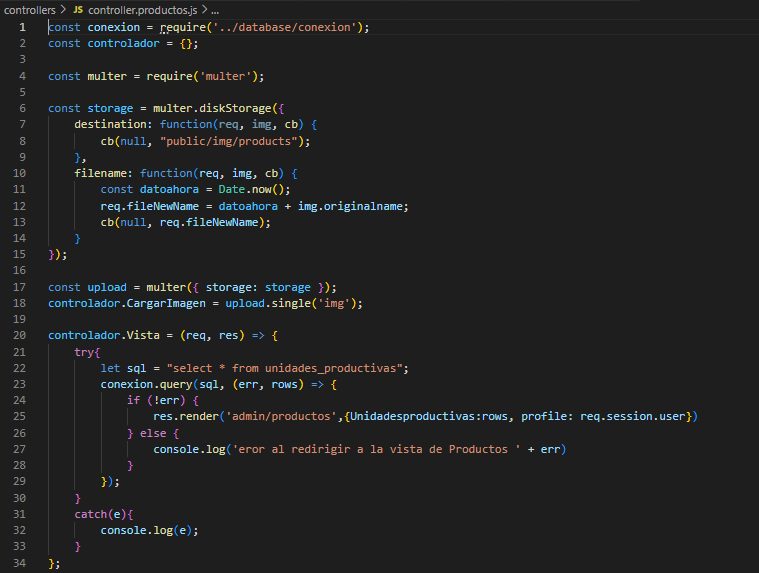 controllers > JS controller.productos.js > ...
1 const conexion = require('../database/conexion');
2 const controlador = {};
3
4 const multer = require('multer');
5
6 const storage = multer.diskStorage({
7     destination: function(req, img, cb) {
8         cb(null, "public/img/products");
9     },
10     filename: function(req, img, cb) {
11         const datoahora = Date.now();
12         req.fileNewName = datoahora + img.originalname;
13         cb(null, req.fileNewName);
14     }
15 });
16
17 const upload = multer({ storage: storage });
18 controlador.CargarImagen = upload.single('img');
19
20 controlador.Vista = (req, res) => {
21     try{
22         let sql = "select * from unidades_productivas";
23         conexion.query(sql, (err, rows) => {
24             if (!err) {
25                 res.render('admin/productos',{Unidadesproductivas:rows, profile: req.session.user})
26             } else {
27                 console.log('eror al redirigir a la vista de Productos ' + err)
28             }
29         });
30     }
31     catch(e){
32         console.log(e);
33     }
34 };